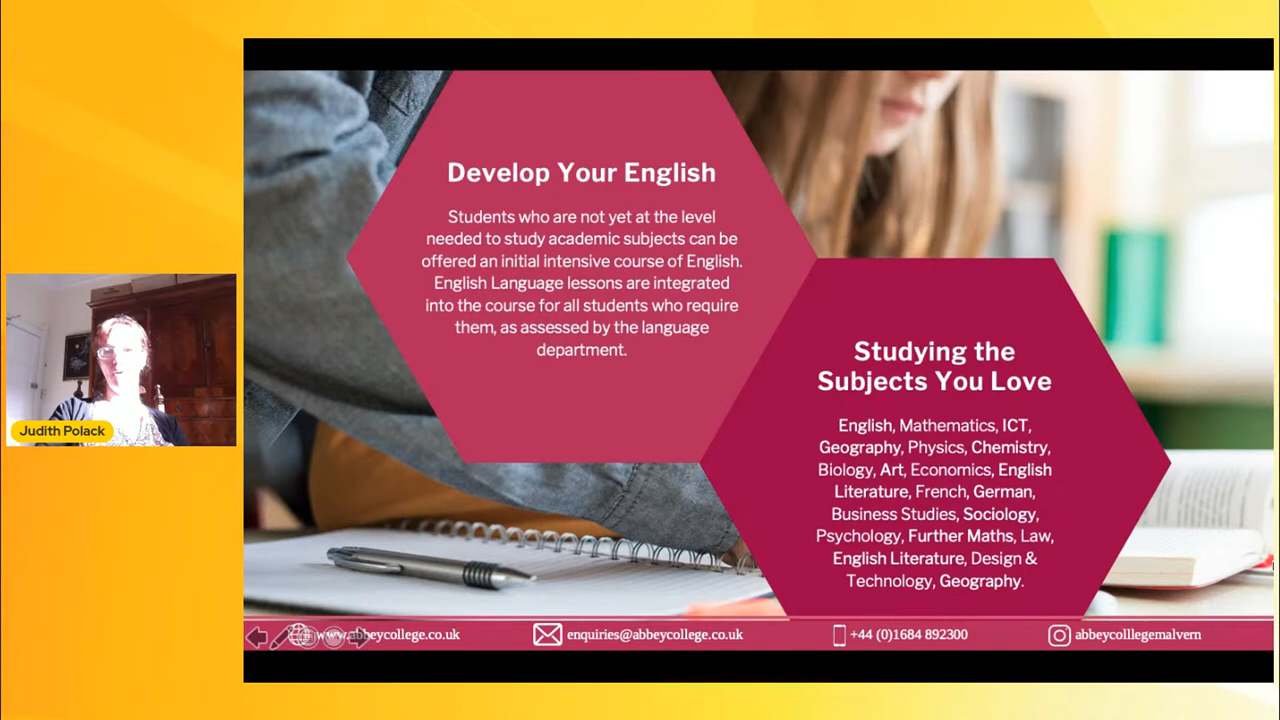 Develop Your English
Students who are not yet at the level
needed to study academic subjects can be
offered an initial intensive course of English.
English Language lessons are integrated
into the course for all students who require
them, as assessed by the language
department.
Studying the
Subjects You Love
English, Mathematics, ICT,
Geography, Physics, Chemistry,
Biology, Art, Economics, English
Literature, French, German,
Business Studies, Sociology,
Psychology, Further Maths, Law,
English Literature, Design &
Technology, Geography.
Judith Polack
www.abbeycollege.co.uk
enquiries@abbeycollege.co.uk
+44 (0)1684 892300
abbeycolllegemalvern